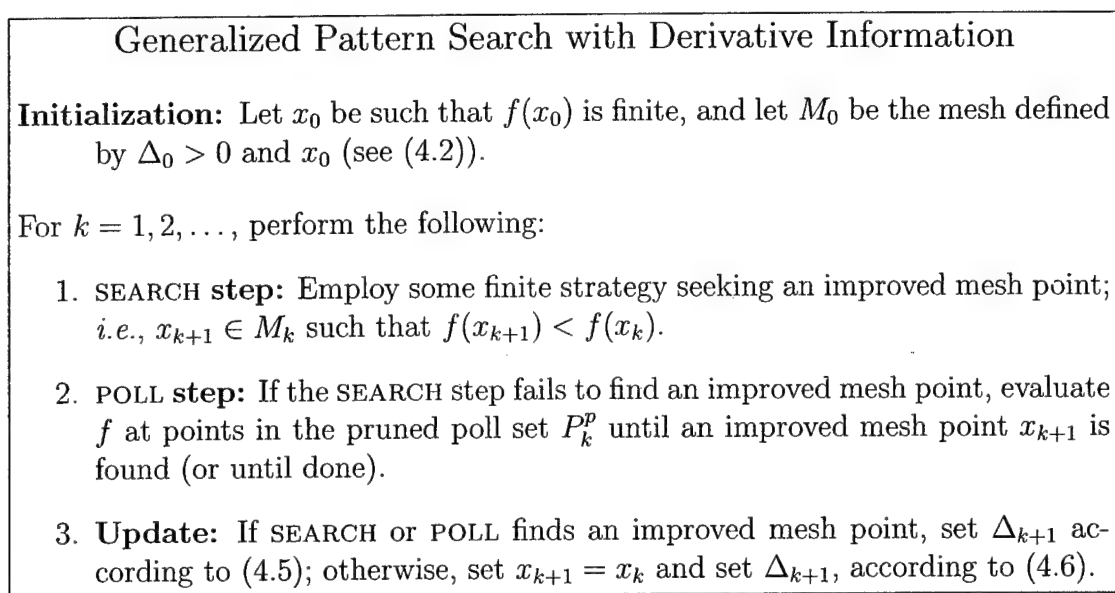 Generalized Pattern Search with Derivative Information
Initialization: Let x₀ be such that f(x₀) is finite, and let M₀ be the mesh defined
by Δ₀ > 0 and x₀ (see (4.2)).
For k = 1, 2, . . . , perform the following:
1. SEARCH step: Employ some finite strategy seeking an improved mesh point;
i.e., xₖ₊₁ ∈ Mₖ such that f(xₖ₊₁) < f(xₖ).
2. POLL step: If the SEARCH step fails to find an improved mesh point, evaluate
f at points in the pruned poll set Pₖᵖ until an improved mesh point xₖ₊₁ is
found (or until done).
3. Update: If SEARCH or POLL finds an improved mesh point, set Δₖ₊₁ ac-
cording to (4.5); otherwise, set xₖ₊₁ = xₖ and set Δₖ₊₁, according to (4.6).